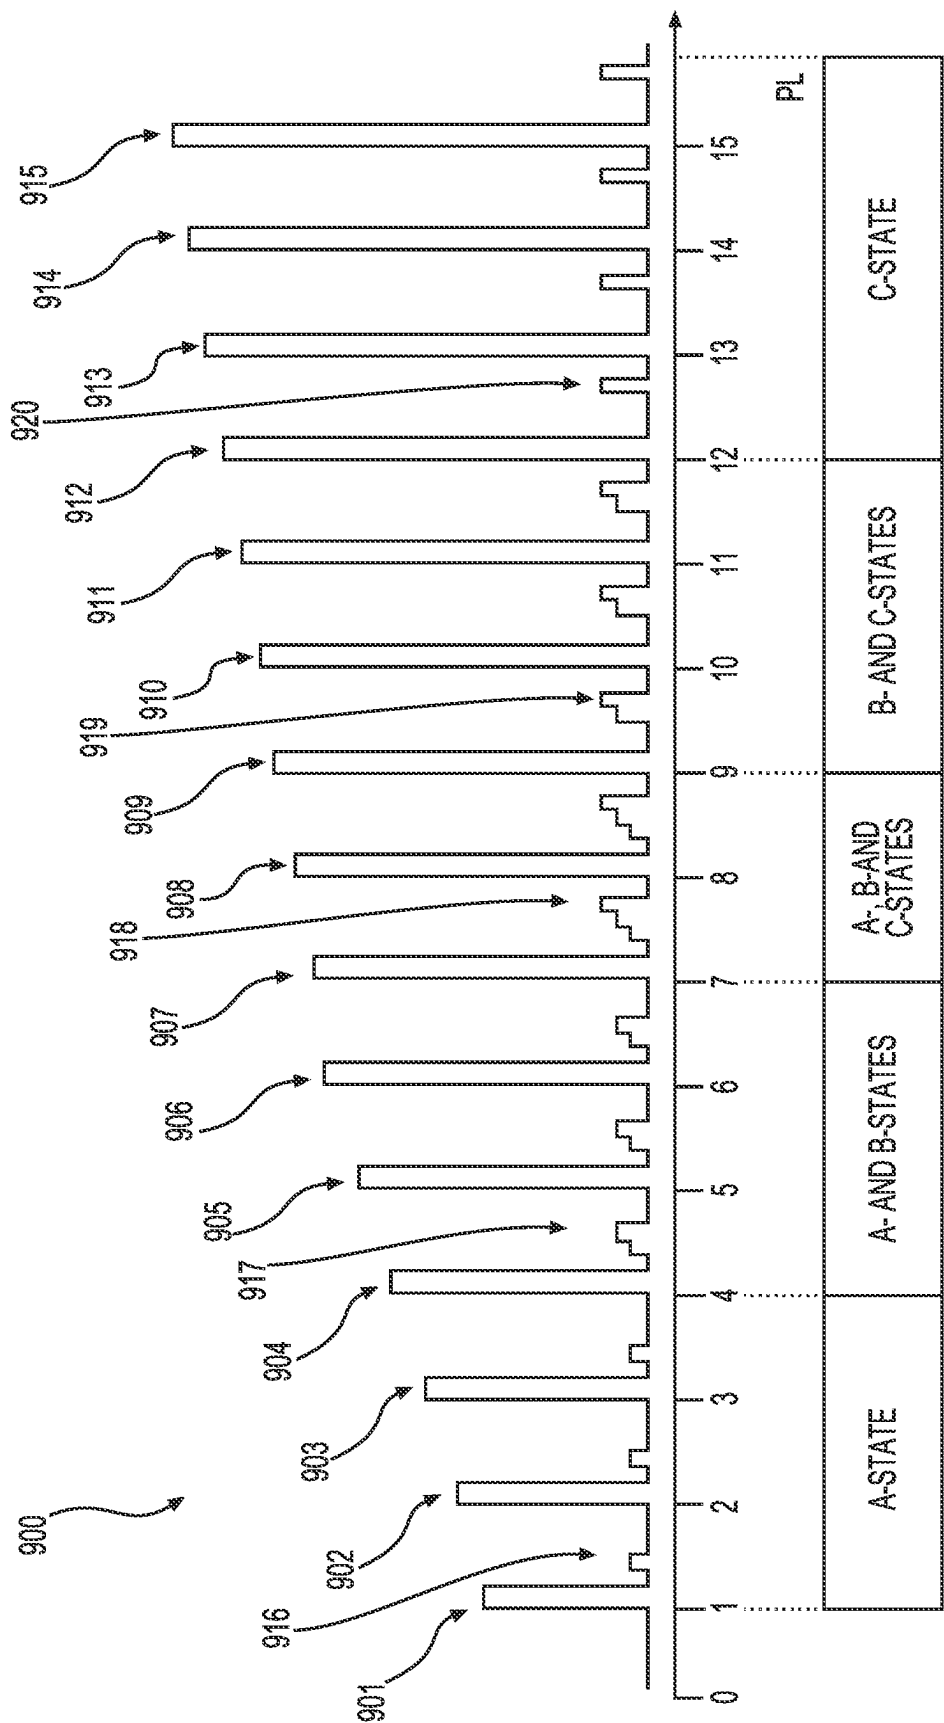 900
901
902
903
904
905
906
907
908
909
910
911
912
913
914
915
916
917
918
919
920
0 1 2 3 4 5 6 7 8 9 10 11 12 13 14 15
PL
A-STATE
A- AND B-STATES
A-, B-AND
C-STATES
B- AND C-STATES
C-STATE